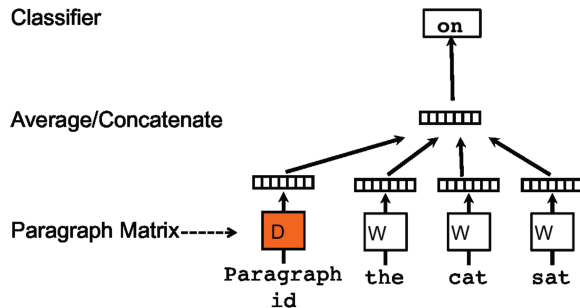 Classifier
on
Average/Concatenate
Paragraph Matrix
D
W
W
W
Paragraph
id
the
cat
sat